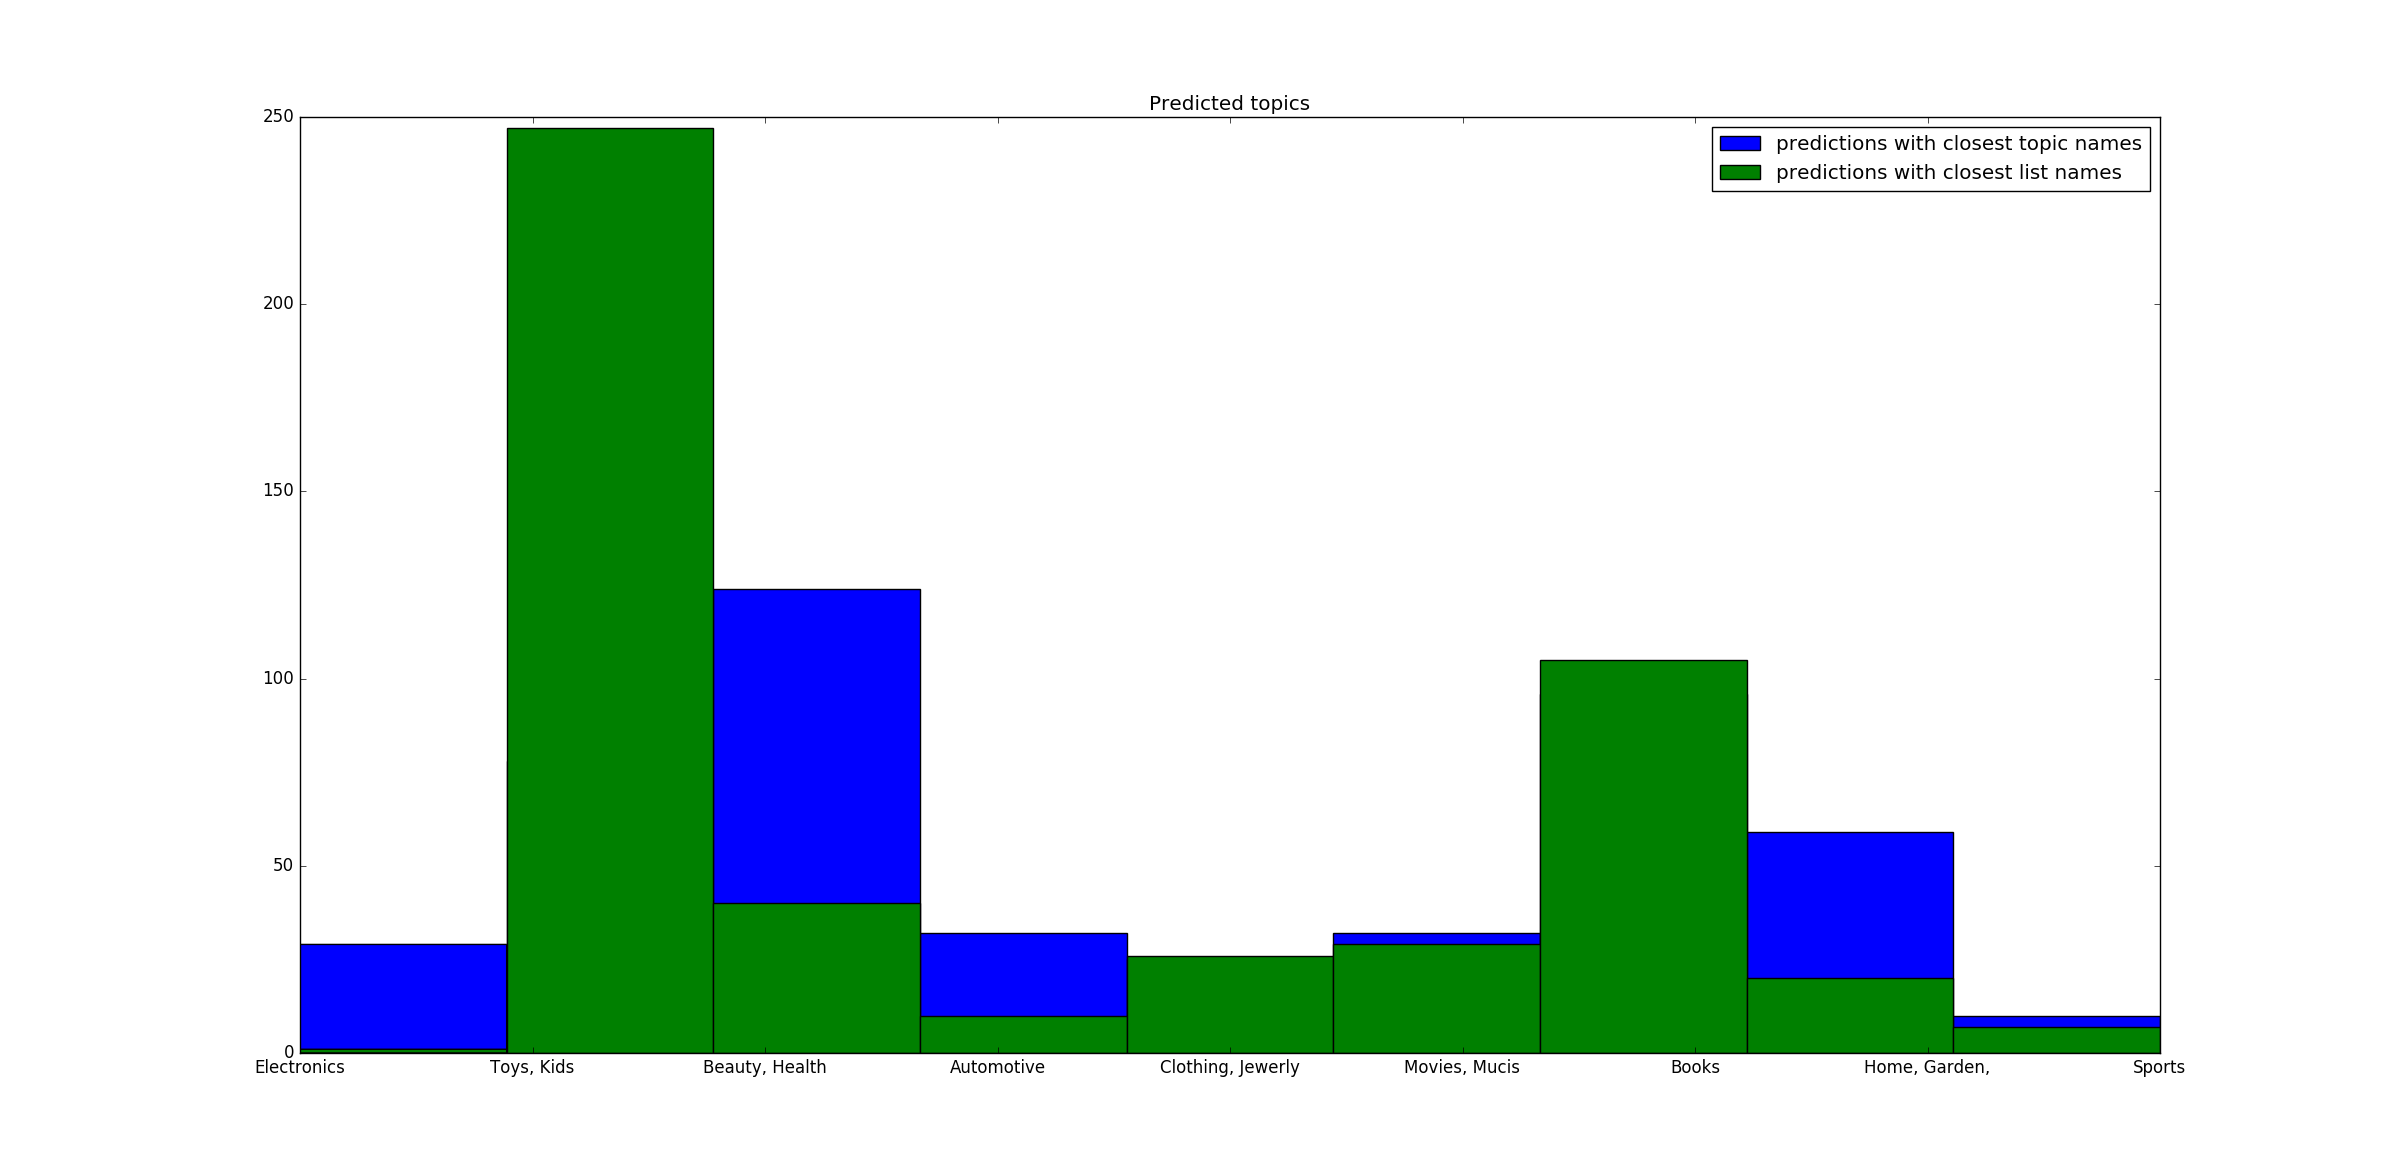 Predicted topics
predictions with closest topic names
predictions with closest list names
250
200
150
100
50
0
Electronics Toys, Kids Beauty, Health Automotive Clothing, Jewerly Movies, Mucis Books Home, Garden, Sports